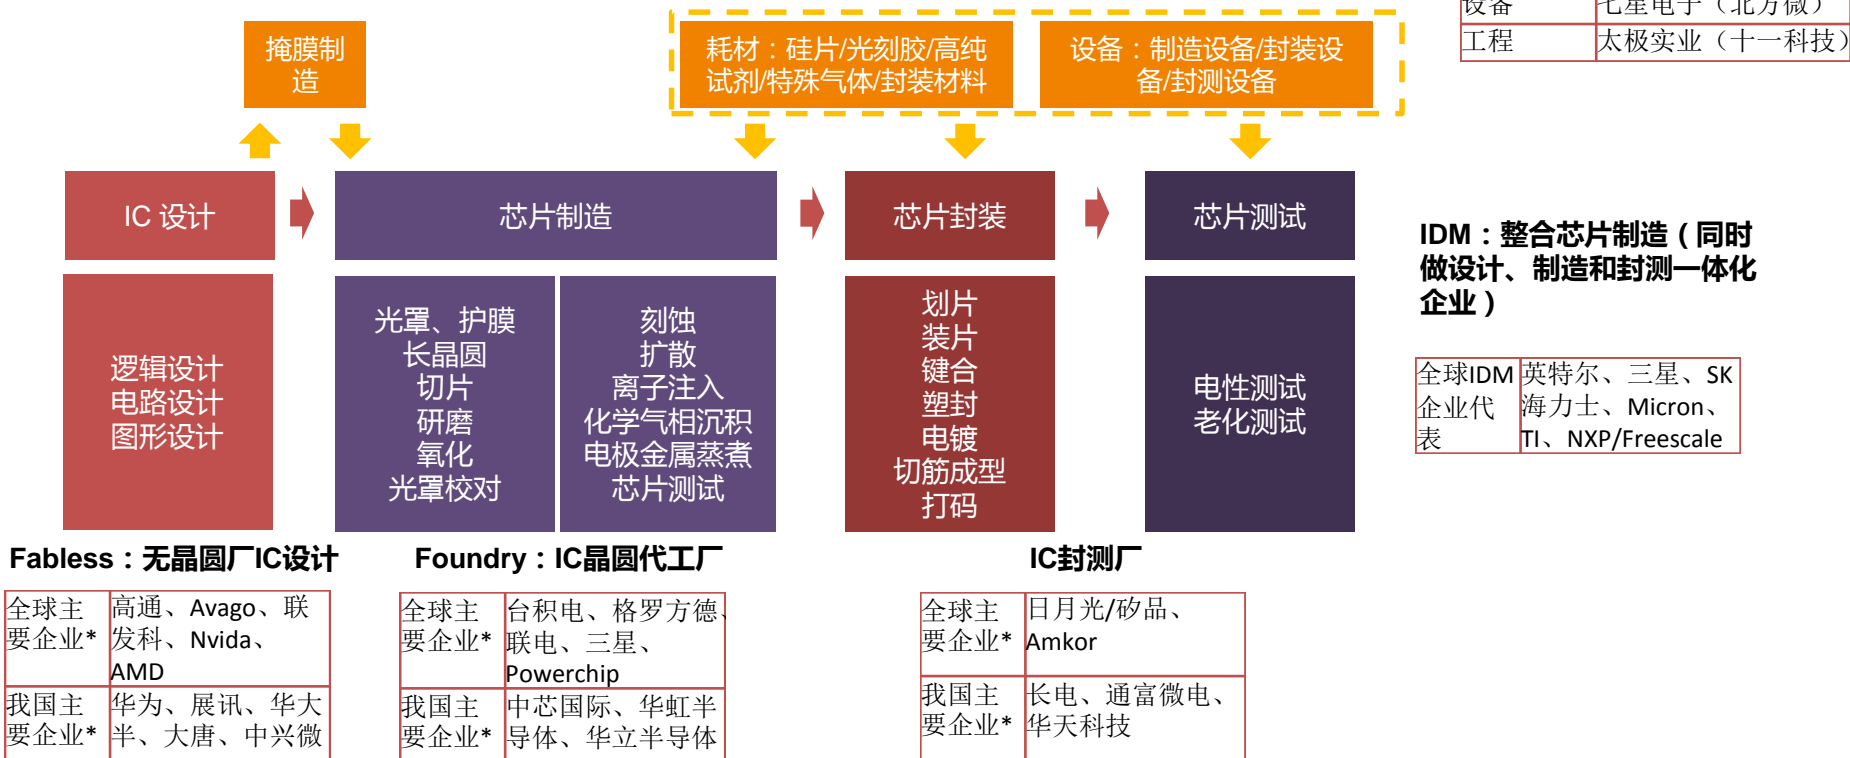 设备
七星电子（北方微）
工程
太极实业（十一科技）
掩膜制
造
耗材：硅片/光刻胶/高纯
试剂/特殊气体/封装材料
设备：制造设备/封装设
备/封测设备
IC 设计
芯片制造
芯片封装
芯片测试
逻辑设计
电路设计
图形设计
光罩、护膜
长晶圆
切片
研磨
氧化
光罩校对
刻蚀
扩散
离子注入
化学气相沉积
电极金属蒸煮
芯片测试
划片
装片
键合
塑封
电镀
切筋成型
打码
电性测试
老化测试
IDM：整合芯片制造（同时
做设计、制造和封测一体化
企业）
全球IDM
企业代
表
英特尔、三星、SK
海力士、Micron、
TI、NXP/Freescale
Fabless：无晶圆厂IC设计
全球主
要企业*
高通、Avago、联
发科、Nvida、
AMD
我国主
要企业*
华为、展讯、华大
半、大唐、中兴微
Foundry：IC晶圆代工厂
全球主
要企业*
台积电、格罗方德、
联电、三星、
Powerchip
我国主
要企业*
中芯国际、华虹半
导体、华立半导体
IC封测厂
全球主
要企业*
日月光/矽品、
Amkor
我国主
要企业*
长电、通富微电、
华天科技